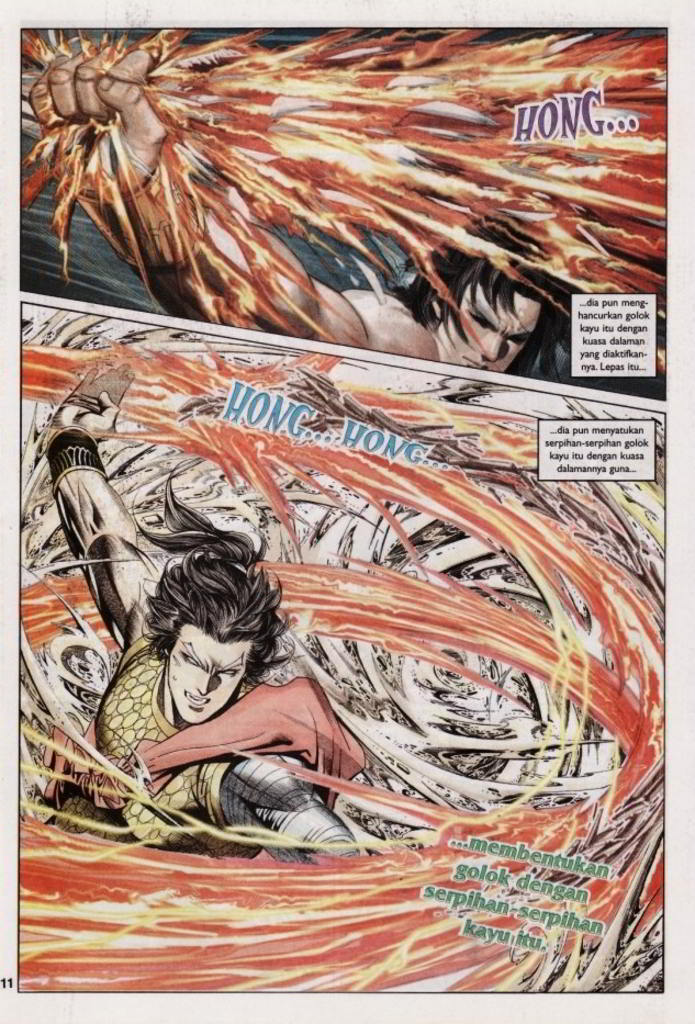 HONG...
...dia pun meng-
hancurkan golok
kayu itu dengan
kuasa dalaman
yang diaktifkan-
nya. Lepas itu...
HONG... HONG...
...dia pun menyatukan
serpihan-serpihan golok
kayu itu dengan kuasa
dalamannya guna...
...membentukan
golok dengan
serpihan-serpihan
kayu itu.
11